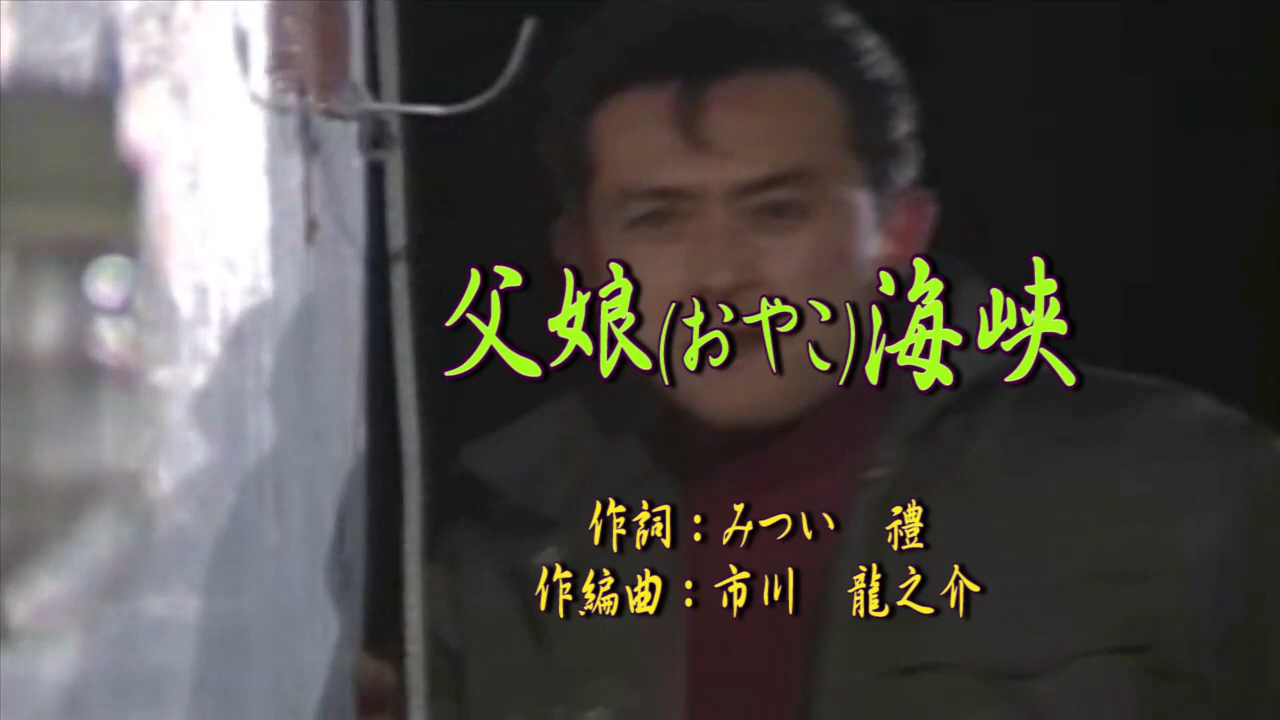 父娘(おやこ)海峡
作詞：みつい　禮
作編曲：市川　龍之介